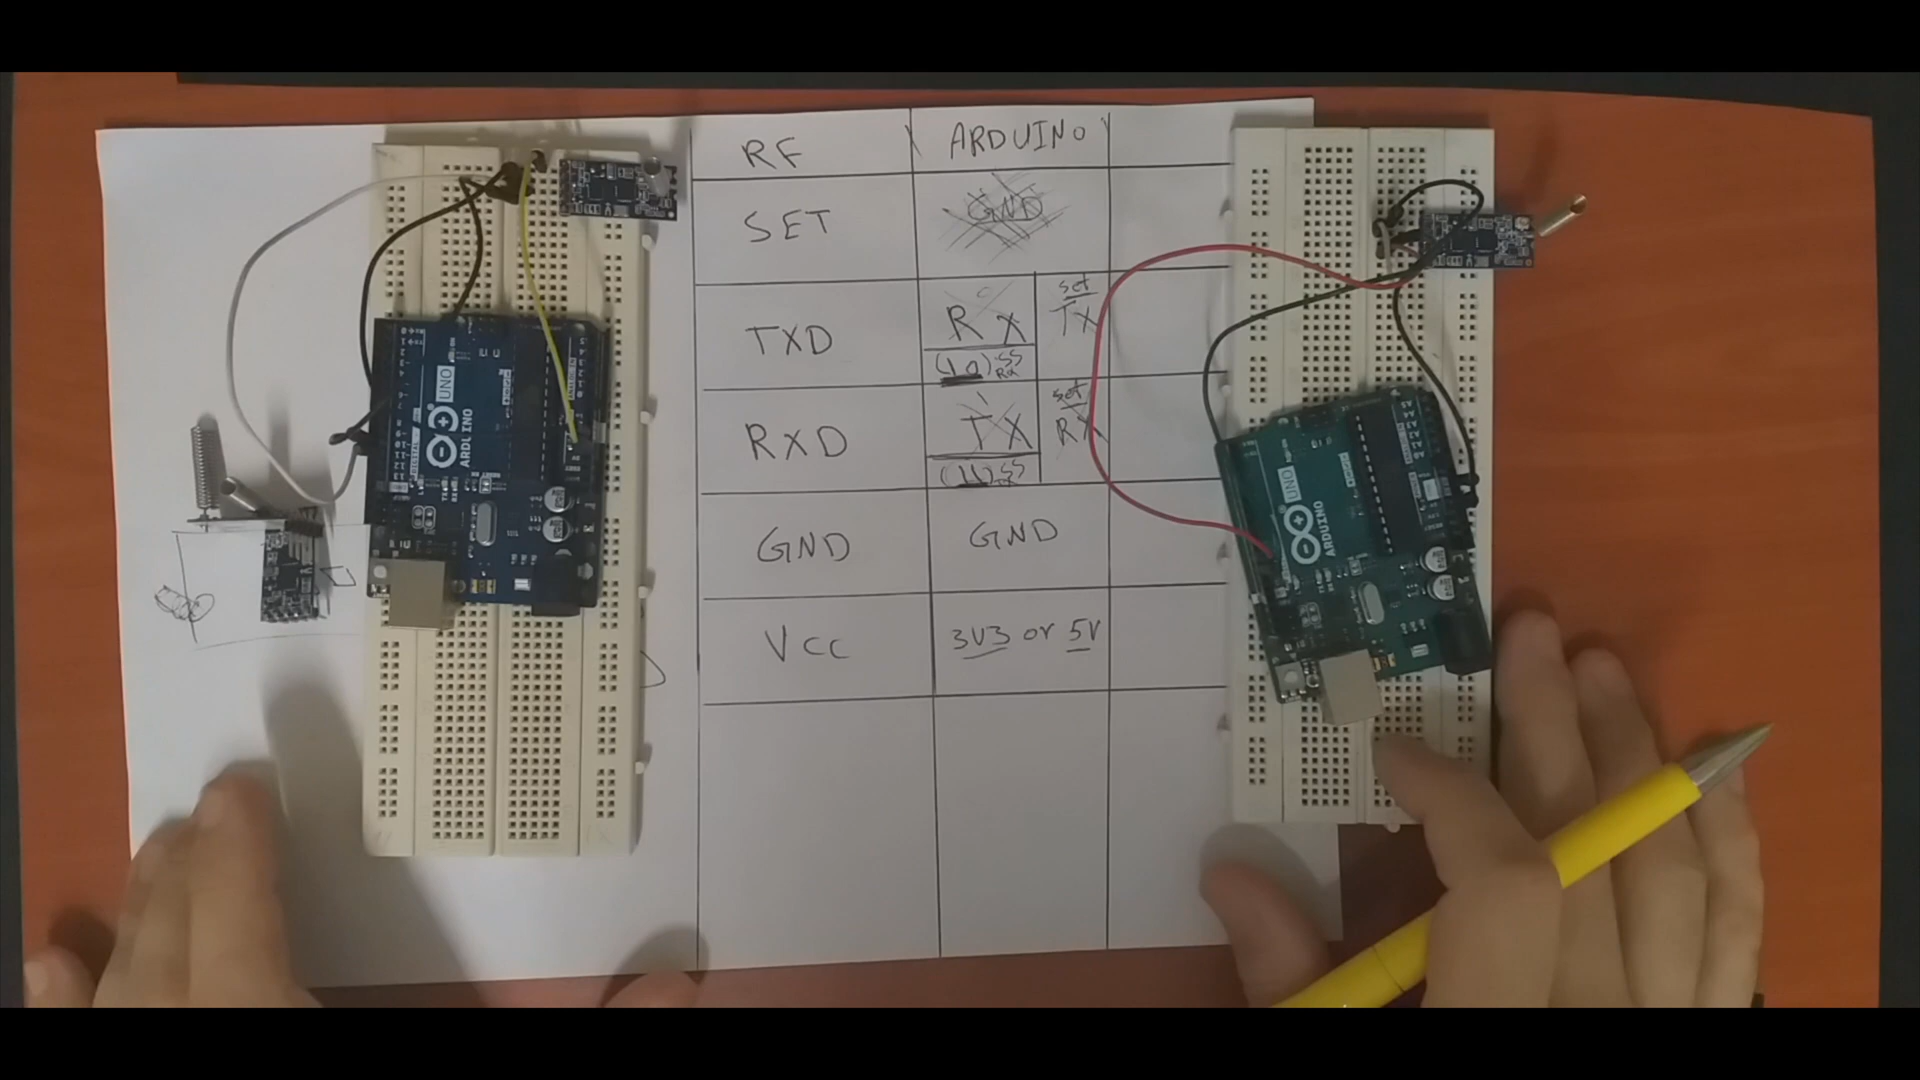 RF
ARDUINO
SET
GND
TXD
RX
set
TX
(10) SS
Rx
RXD
TX
set
RX
(11) SS
GND
GND
VCC
3V3 or 5V
UNO
ARDUINO
UNO
ARDUINO